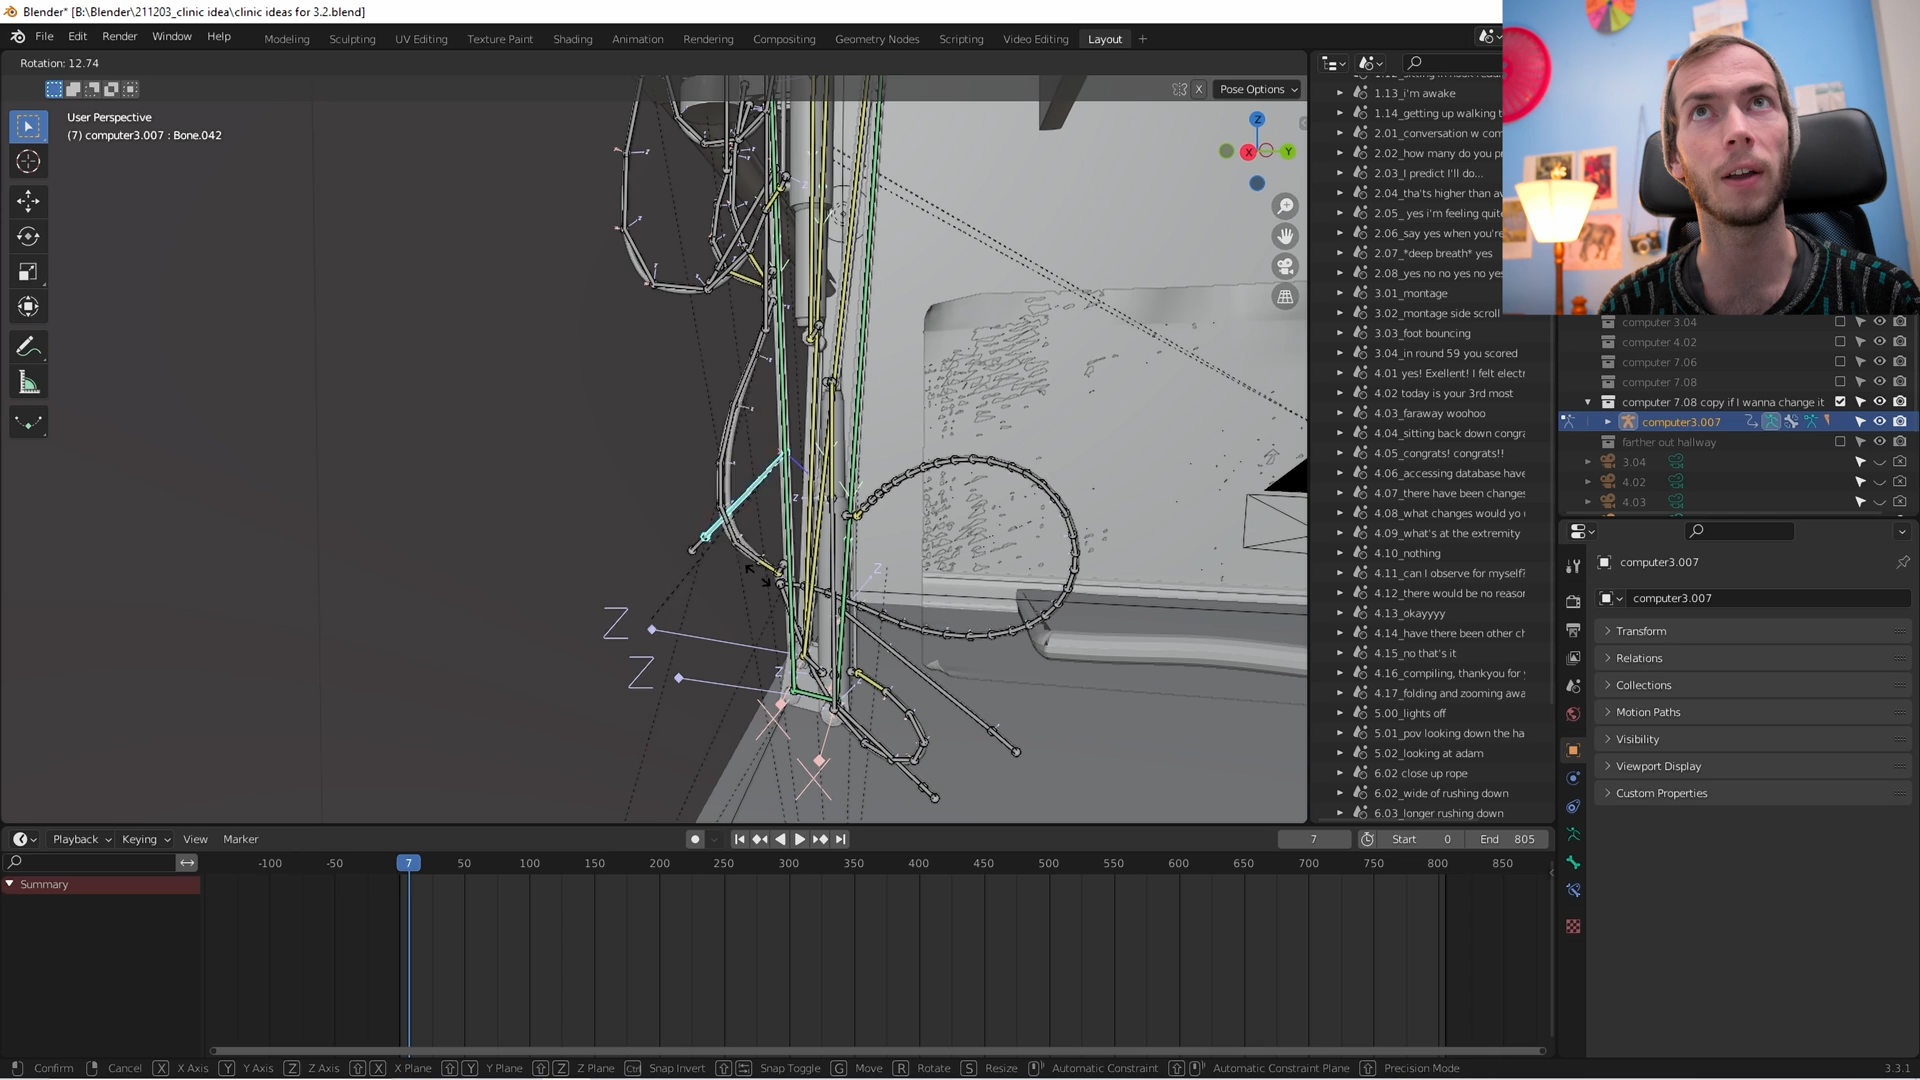 Blender* [B:\Blender\211203_clinic idea\clinic ideas for 3.2.blend]
File Edit Render Window Help
Modeling Sculpting UV Editing Texture Paint Shading Animation Rendering Compositing Geometry Nodes Scripting Video Editing Layout
Rotation: 12.74
X Pose Options
User Perspective
(7) computer3.007 : Bone.042
Z
X Y
Z
Z
X
X
1.13_i'm awake
1.14_getting up walking t
2.01_conversation w com
2.02_how many do you p
2.03_I predict I'll do...
2.04_tha'ts higher than av
2.05_ yes i'm feeling quit
2.06_say yes when you're
2.07_*deep breath* yes
2.08_yes no no yes no yes
3.01_montage
3.02_montage side scroll
3.03_foot bouncing
3.04_in round 59 you scored
4.01 yes! Exellent! I felt electr
4.02 today is your 3rd most
4.03_faraway woohoo
4.04_sitting back down congra
4.05_congrats! congrats!!
4.06_accessing database have
4.07_there have been changes
4.08_what changes would yo
4.09_what's at the extremity
4.10_nothing
4.11_can I observe for myself?
4.12_there would be no reason
4.13_okayyyy
4.14_have there been other ch
4.15_no that's it
4.16_compiling, thankyou for y
4.17_folding and zooming awa
5.00_lights off
5.01_pov looking down the ha
5.02_looking at adam
6.02 close up rope
6.02_wide of rushing down
6.03_longer rushing down
computer 3.04
computer 4.02
computer 7.06
computer 7.08
computer 7.08 copy if I wanna change it
computer3.007
farther out hallway
3.04
4.02
4.03
computer3.007
computer3.007
Transform
Relations
Collections
Motion Paths
Visibility
Viewport Display
Custom Properties
Playback Keying View Marker
7 Start 0 End 805
-100 -50 7 50 100 150 200 250 300 350 400 450 500 550 600 650 700 750 800 850
Summary
Confirm Cancel X X Axis Y Y Axis Z Z Axis X X Plane Y Y Plane Z Z Plane Ctrl Snap Invert Snap Toggle G Move R Rotate S Resize Automatic Constraint Automatic Constraint Plane Precision Mode
3.3.1